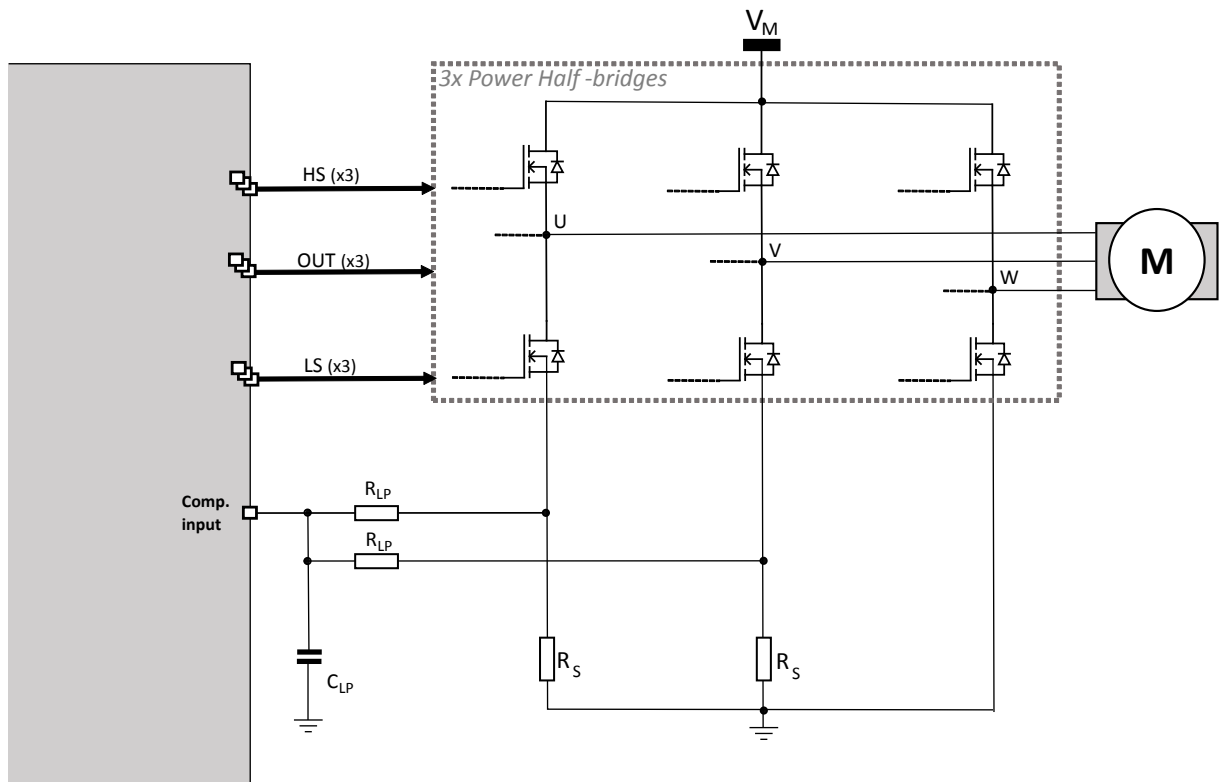 V_M
3x Power Half -bridges
HS (x3)
U
OUT (x3)
V
M
W
LS (x3)
R_LP
Comp.
input
R_LP
R_S
R_S
C_LP